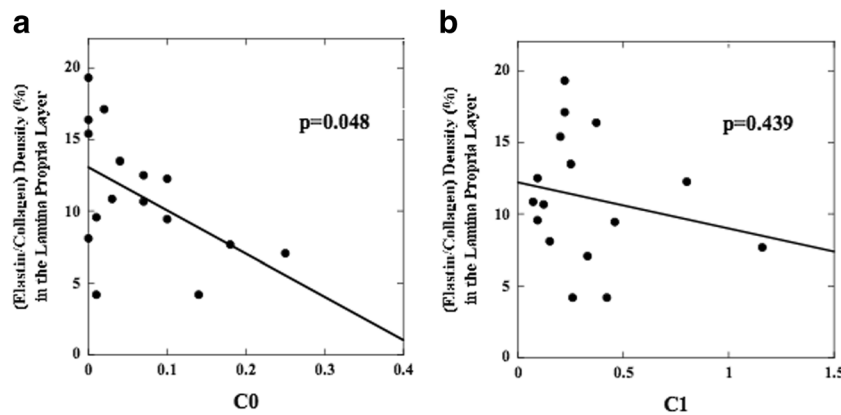 a
(Elastin/Collagen) Density (%)
in the Lamina Propria Layer
20
15
10
5
0
p=0.048
0
0.1
0.2
0.3
0.4
C0
b
(Elastin/Collagen) Density (%)
in the Lamina Propria Layer
20
15
10
5
0
p=0.439
0
0.5
1
1.5
C1